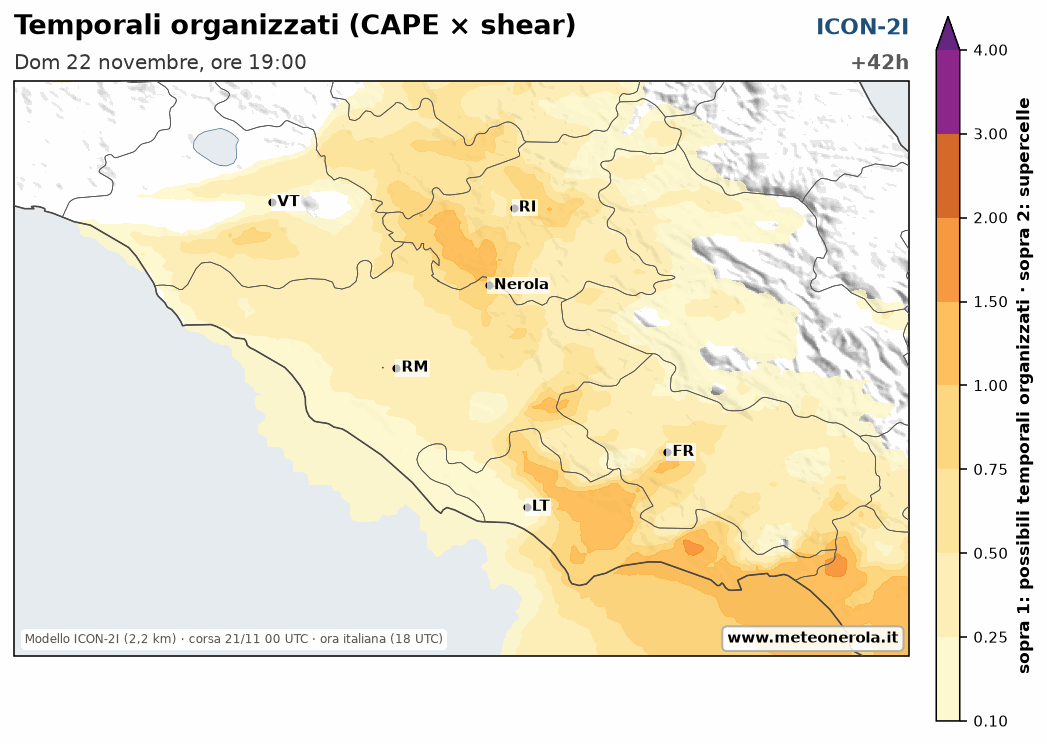 Temporali organizzati (CAPE × shear)
ICON-2I
Dom 22 novembre, ore 19:00
+42h
VT
RI
Nerola
RM
FR
LT
Modello ICON-2I (2,2 km) · corsa 21/11 00 UTC · ora italiana (18 UTC)
www.meteonerola.it
4.00
3.00
2.00
1.50
1.00
0.75
0.50
0.25
0.10
sopra 1: possibili temporali organizzati · sopra 2: supercelle